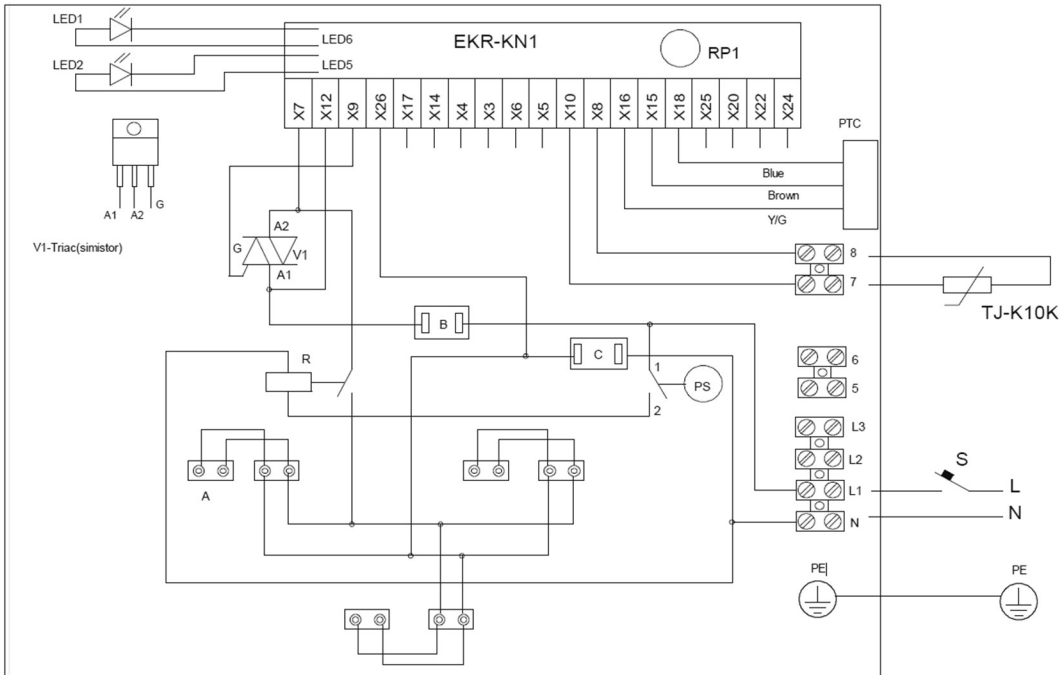 LED1
LED6
EKR-KN1
RP1
LED2
LED5
X7 X12 X9 X26 X17 X14 X4 X3 X6 X5 X10 X8 X16 X15 X18 X25 X20 X22 X24
PTC
Blue
Brown
Y/G
A1 A2 G
V1-Triac(simistor)
A2
G
V1
A1
8
7
TJ-K10K
B
R
C
1
PS
2
6
5
A
L3
L2
L1
N
S
L
N
PE
PE